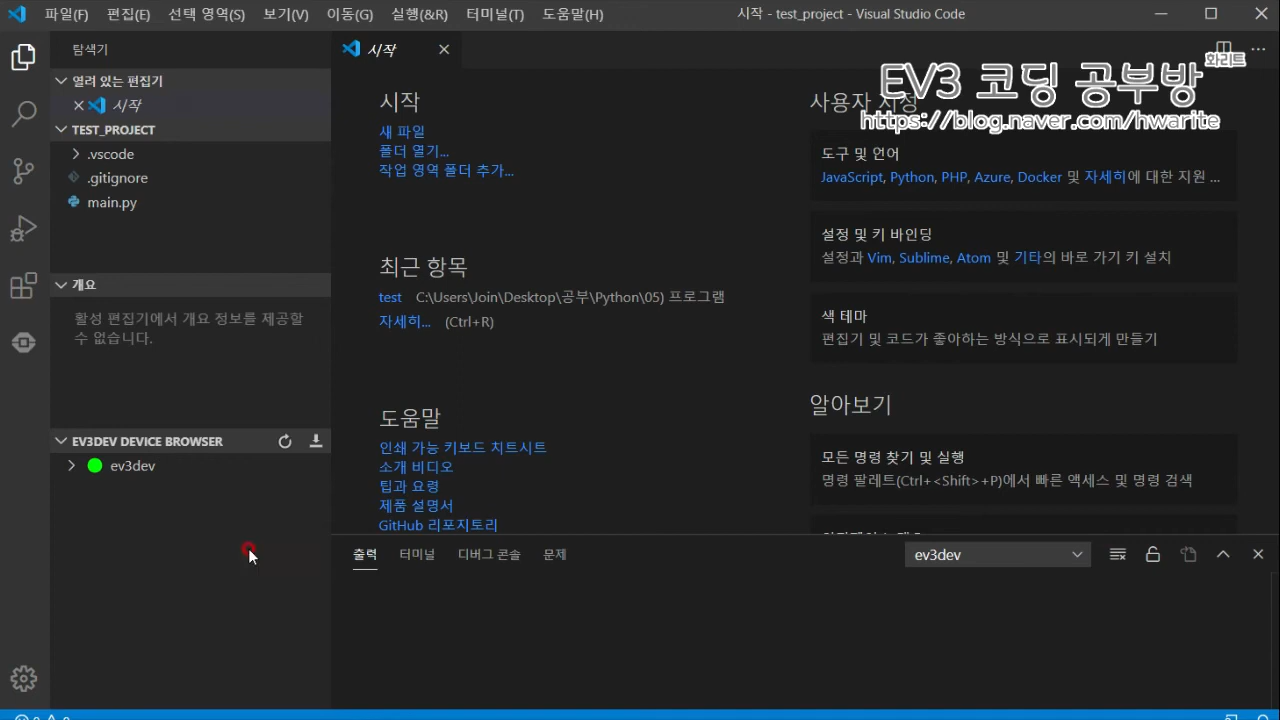 파일(F) 편집(E) 선택 영역(S) 보기(V) 이동(G) 실행(&R) 터미널(T) 도움말(H) 시작 - test_project - Visual Studio Code
탐색기
열려 있는 편집기
시작
TEST_PROJECT
.vscode
.gitignore
main.py
개요
활성 편집기에서 개요 정보를 제공할
수 없습니다.
EV3DEV DEVICE BROWSER
ev3dev
시작
시작
새 파일
폴더 열기...
작업 영역 폴더 추가...
최근 항목
test C:\Users\Join\Desktop\공부\Python\05) 프로그램
자세히... (Ctrl+R)
도움말
인쇄 가능 키보드 치트시트
소개 비디오
팁과 요령
제품 설명서
GitHub 리포지토리
화리트
EV3 코딩 공부방
https://blog.naver.com/hwarite
사용자 지정
도구 및 언어
JavaScript, Python, PHP, Azure, Docker 및 자세히에 대한 지원 ...
설정 및 키 바인딩
설정과 Vim, Sublime, Atom 및 기타의 바로 가기 키 설치
색 테마
편집기 및 코드가 좋아하는 방식으로 표시되게 만들기
알아보기
모든 명령 찾기 및 실행
명령 팔레트(Ctrl+<Shift>+P)에서 빠른 액세스 및 명령 검색
출력 터미널 디버그 콘솔 문제 ev3dev